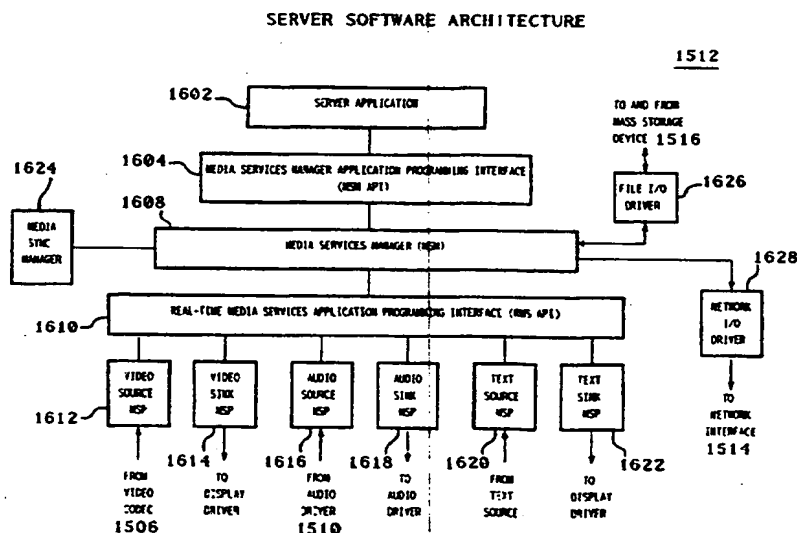 SERVER SOFTWARE ARCHITECTURE
1512
1602
SERVER APPLICATION
TO AND FROM
MASS STORAGE
DEVICE 1516
1604
MEDIA SERVICES MANAGER APPLICATION PROGRAMMING INTERFACE
(MSM API)
1624
MEDIA
SYNC
MANAGER
1608
MEDIA SERVICES MANAGER (MSM)
FILE I/O
DRIVER
1626
1628
NETWORK
I/O
DRIVER
REAL-TIME MEDIA SERVICES APPLICATION PROGRAMMING INTERFACE (RMS API)
1610
VIDEO
SOURCE
MSP
1612
VIDEO
SINK
MSP
1614
AUDIO
SOURCE
MSP
1616
AUDIO
SINK
MSP
1618
TEXT
SOURCE
MSP
1620
TEXT
SINK
MSP
1622
FROM
VIDEO
CODEC
1506
TO
DISPLAY
DRIVER
FROM
AUDIO
DRIVER
1510
TO
AUDIO
DRIVER
FROM
TEXT
SOURCE
TO
DISPLAY
DRIVER
TO
NETWORK
INTERFACE
1514